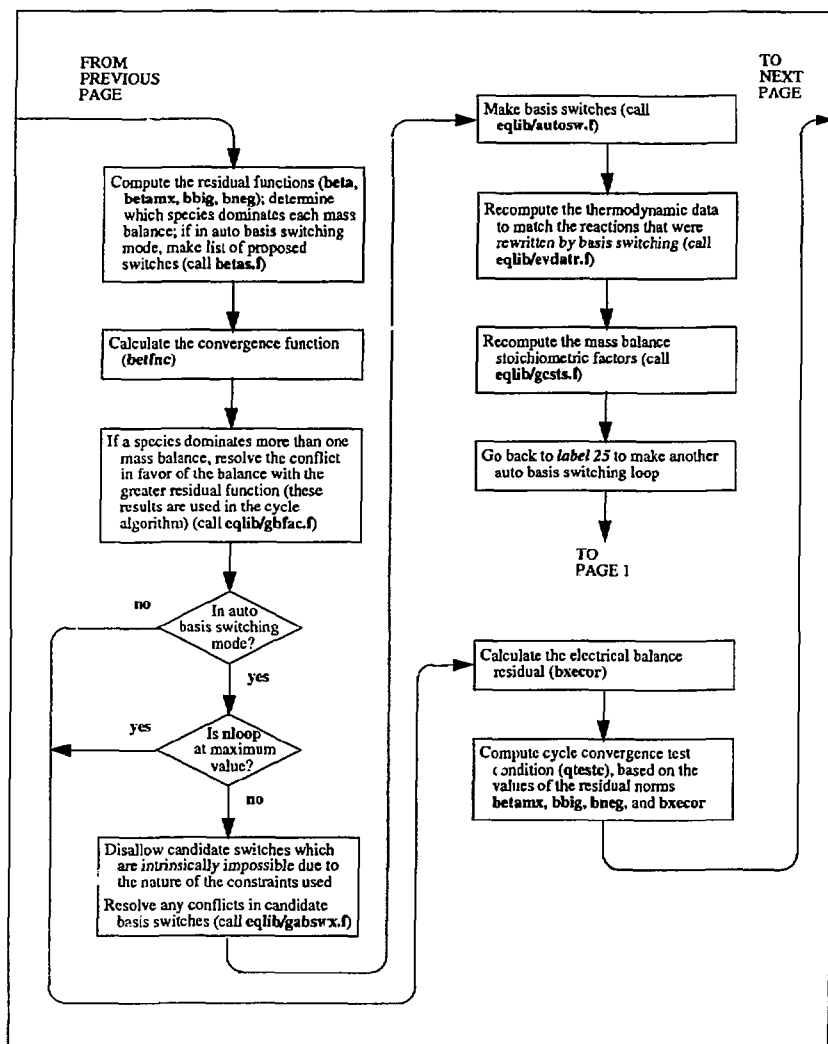 FROM
PREVIOUS
PAGE
Compute the residual functions (beta,
betamx, bbig, bneg); determine
which species dominates each mass
balance; if in auto basis switching
mode, make list of proposed
switches (call betas.f)
Calculate the convergence function
(betfnc)
If a species dominates more than one
mass balance, resolve the conflict
in favor of the balance with the
greater residual function (these
results are used in the cycle
algorithm) (call eqlib/gbfac.f)
no
In auto
basis switching
mode?
yes
yes
Is nloop
at maximum
value?
no
Disallow candidate switches which
are intrinsically impossible due to
the nature of the constraints used
Resolve any conflicts in candidate
basis switches (call eqlib/gabswx.f)
Make basis switches (call
eqlib/autosw.f)
Recompute the thermodynamic data
to match the reactions that were
rewritten by basis switching (call
eqlib/evdatr.f)
Recompute the mass balance
stoichiometric factors (call
eqlib/gcsts.f)
Go back to label 25 to make another
auto basis switching loop
TO
PAGE 1
Calculate the electrical balance
residual (bxecor)
Compute cycle convergence test
condition (qtestc), based on the
values of the residual norms
betamx, bbig, bneg, and bxecor
TO
NEXT
PAGE